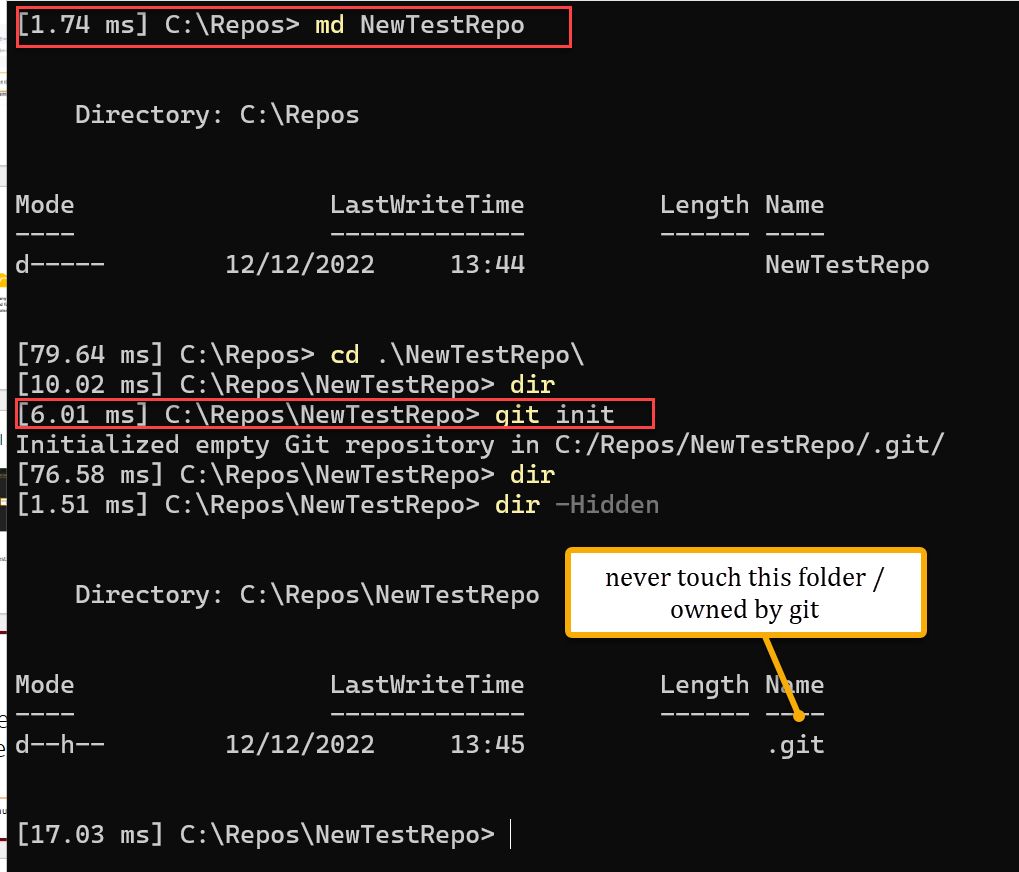 [1.74 ms] C:\Repos> md NewTestRepo
Directory: C:\Repos
Mode LastWriteTime Length Name
---- ------------- ------ ----
d----- 12/12/2022 13:44 NewTestRepo
[79.64 ms] C:\Repos> cd .\NewTestRepo\
[10.02 ms] C:\Repos\NewTestRepo> dir
[6.01 ms] C:\Repos\NewTestRepo> git init
Initialized empty Git repository in C:/Repos/NewTestRepo/.git/
[76.58 ms] C:\Repos\NewTestRepo> dir
[1.51 ms] C:\Repos\NewTestRepo> dir -Hidden
never touch this folder /
owned by git
Directory: C:\Repos\NewTestRepo
Mode LastWriteTime Length Name
---- ------------- ------ ----
d--h-- 12/12/2022 13:45 .git
[17.03 ms] C:\Repos\NewTestRepo>